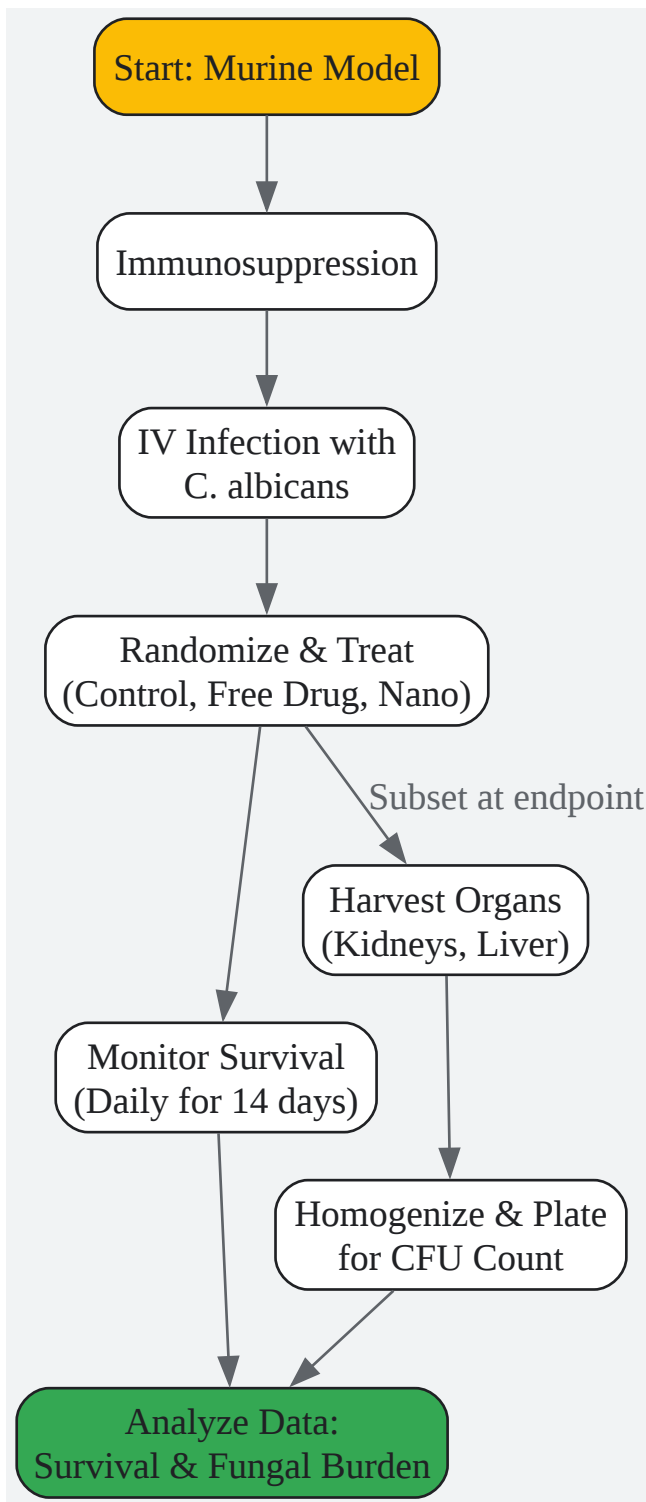 Start: Murine Model
Immunosuppression
IV Infection with
C. albicans
Randomize & Treat
(Control, Free Drug, Nano)
Subset at endpoint
Harvest Organs
(Kidneys, Liver)
Monitor Survival
(Daily for 14 days)
Homogenize & Plate
for CFU Count
Analyze Data:
Survival & Fungal Burden